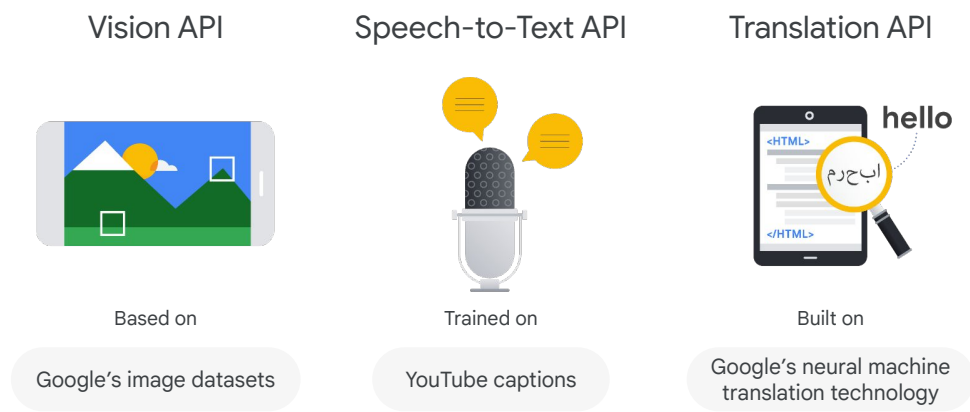 Vision API
Based on
Google's image datasets
Speech-to-Text API
Trained on
YouTube captions
Translation API
hello
<HTML>
ابحرم
</HTML>
Built on
Google's neural machine
translation technology